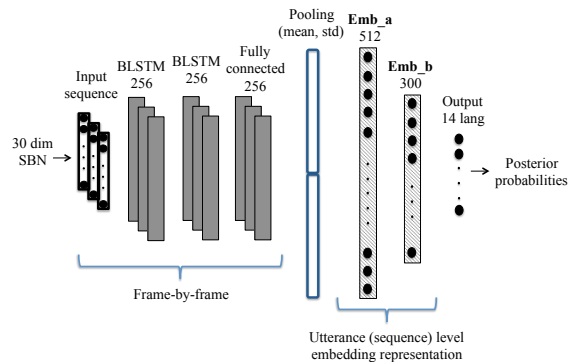 Pooling
(mean, std)
Emb_a
512
Emb_b
300
Output
14 lang
Fully
connected
256
BLSTM
256
BLSTM
256
Input
sequence
30 dim
SBN
Posterior
probabilities
Frame-by-frame
Utterance (sequence) level
embedding representation